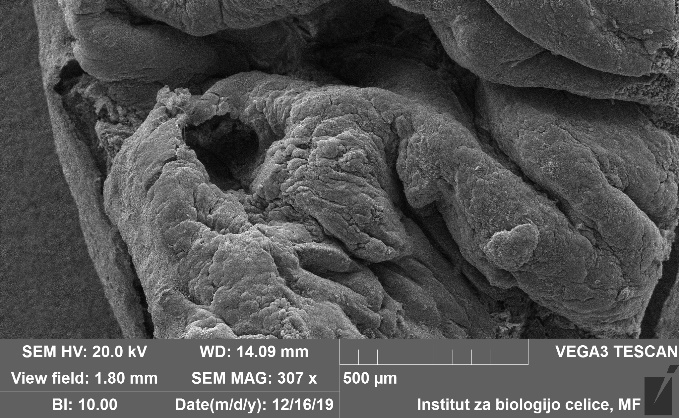 SEM HV: 20.0 kV WD: 14.09 mm VEGA3 TESCAN
View field: 1.80 mm SEM MAG: 307 x 500 µm
BI: 10.00 Date(m/d/y): 12/16/19 Institut za biologijo celice, MF